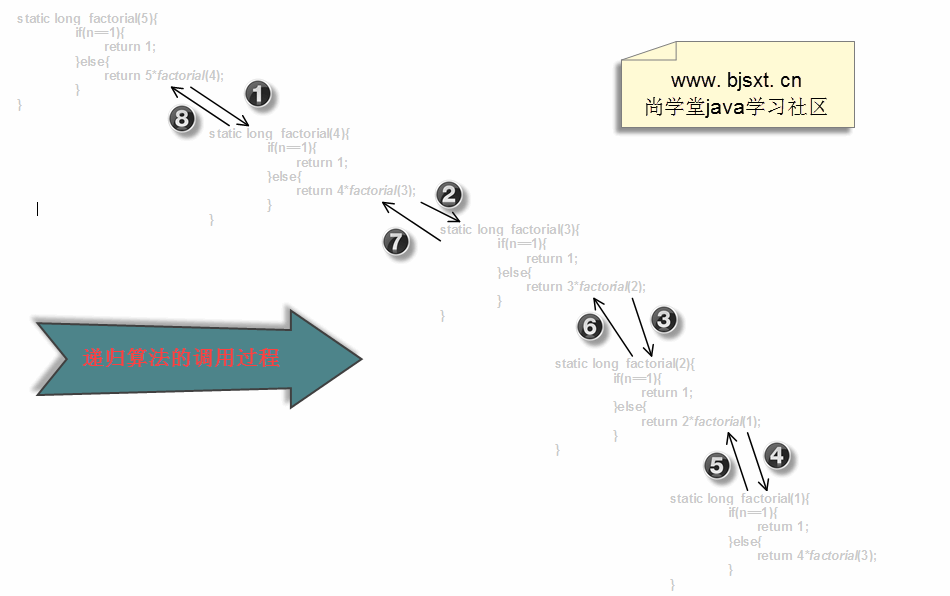 static long factorial(5){
if(n==1){
return 1;
}else{
return 5*factorial(4);
}
}
www. bjsxt. cn
尚学堂java学习社区
1
8
static long factorial(4){
if(n==1){
return 1;
}else{
return 4*factorial(3);
}
}
2
7
static long factorial(3){
if(n==1){
return 1;
}else{
return 3*factorial(2);
}
}
3
6
递归算法的调用过程
static long factorial(2){
if(n==1){
return 1;
}else{
return 2*factorial(1);
}
}
4
5
static long factorial(1){
if(n==1){
return 1;
}else{
return 4*factorial(3);
}
}